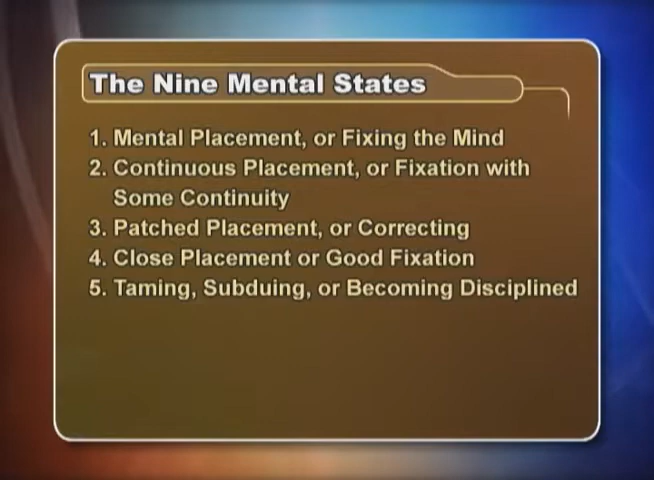 The Nine Mental States
1. Mental Placement, or Fixing the Mind
2. Continuous Placement, or Fixation with
Some Continuity
3. Patched Placement, or Correcting
4. Close Placement or Good Fixation
5. Taming, Subduing, or Becoming Disciplined